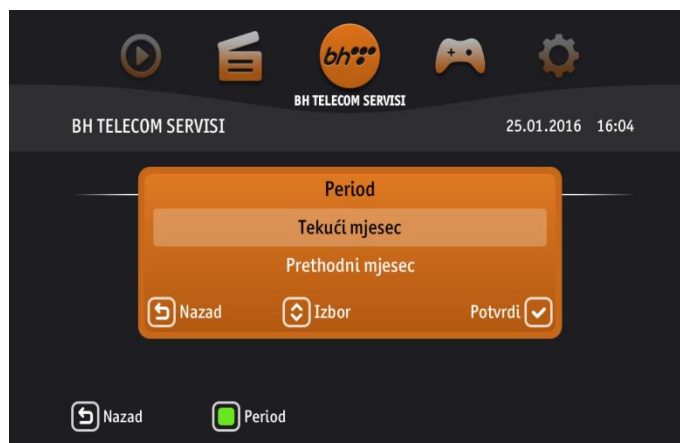 bh
BH TELECOM SERVISI
BH TELECOM SERVISI 25.01.2016 16:04
Period
Tekući mjesec
Prethodni mjesec
Nazad Izbor Potvrdi
Nazad Period